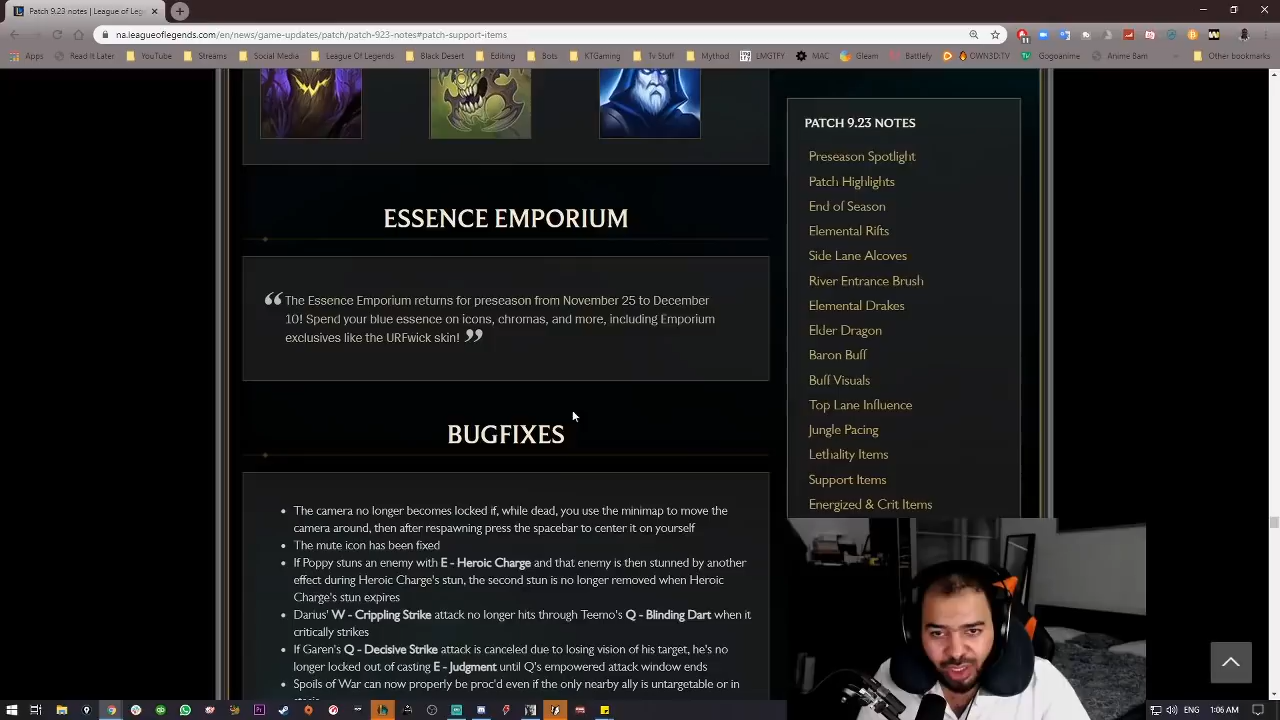 Patch 9.23 notes | League of Leg
na.leagueoflegends.com/en/news/game-updates/patch/patch-923-notes#patch-support-items
11
Apps
Read It Later
YouTube
Streams
Social Media
League Of Legends
Black Desert
Editing
Bots
KTGaming
Tv Stuff
Mythod
LMGTFY
MAC
Gleam
Battlefy
OWN3D.TV
Gogoanime
Anime Bam
Other bookmarks
PATCH 9.23 NOTES
Preseason Spotlight
Patch Highlights
End of Season
Elemental Rifts
Side Lane Alcoves
River Entrance Brush
Elemental Drakes
Elder Dragon
Baron Buff
Buff Visuals
Top Lane Influence
Jungle Pacing
Lethality Items
Support Items
Energized & Crit Items
ESSENCE EMPORIUM
“ The Essence Emporium returns for preseason from November 25 to December
10! Spend your blue essence on icons, chromas, and more, including Emporium
exclusives like the URFwick skin! ”
BUGFIXES
• The camera no longer becomes locked if, while dead, you use the minimap to move the
camera around, then after respawning press the spacebar to center it on yourself
• The mute icon has been fixed
• If Poppy stuns an enemy with E - Heroic Charge and that enemy is then stunned by another
effect during Heroic Charge's stun, the second stun is no longer removed when Heroic
Charge's stun expires
• Darius' W - Crippling Strike attack no longer hits through Teemo's Q - Blinding Dart when it
critically strikes
• If Garen's Q - Decisive Strike attack is canceled due to losing vision of his target, he's no
longer locked out of casting E - Judgment until Q's empowered attack window ends
• Spoils of War can now properly be proc'd even if the only nearby ally is untargetable or in
1:06 AM